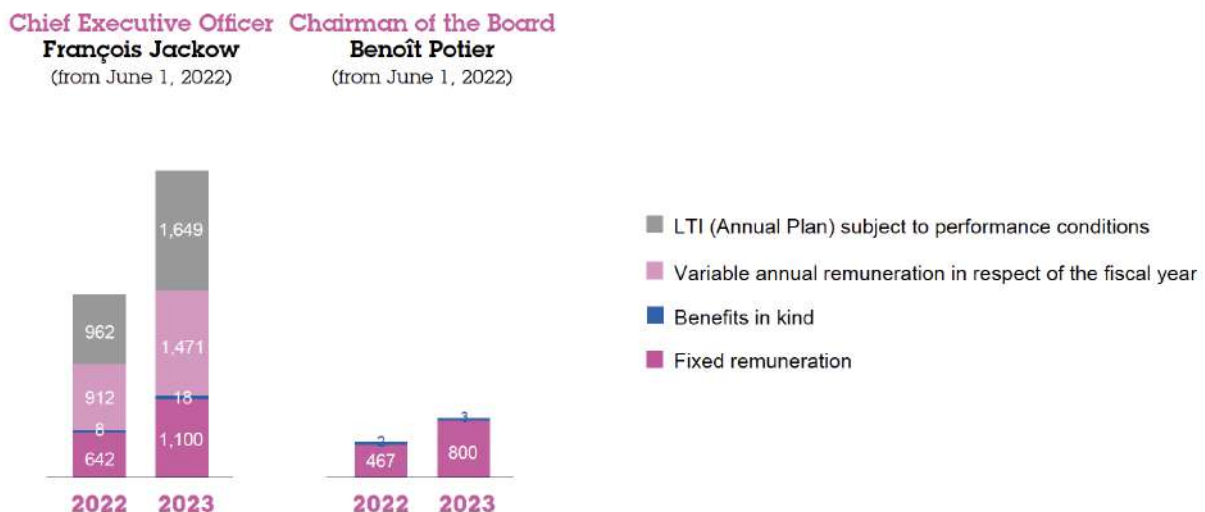 Chief Executive Officer
François Jackow
(from June 1, 2022)
Chairman of the Board
Benoît Potier
(from June 1, 2022)
962
912
8
642
2022
1,649
1,471
18
1,100
2023
2
467
2022
3
800
2023
LTI (Annual Plan) subject to performance conditions
Variable annual remuneration in respect of the fiscal year
Benefits in kind
Fixed remuneration